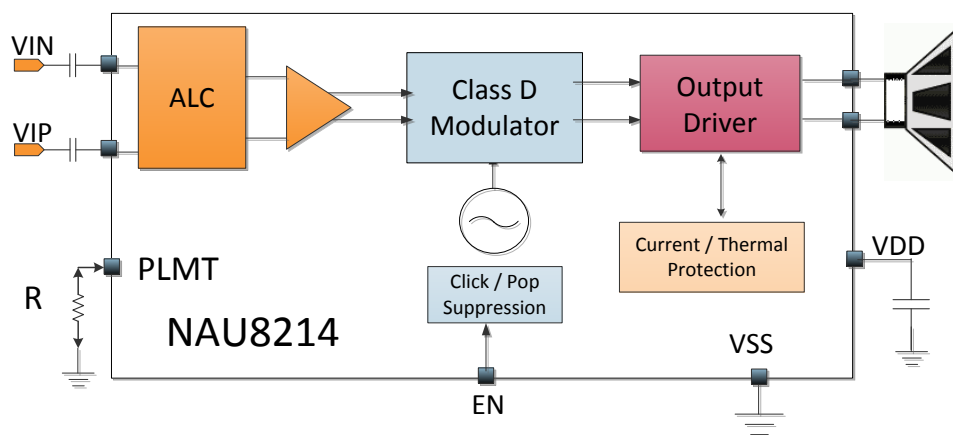 VIN
VIP
ALC
Class D
Modulator
Output
Driver
Current / Thermal
Protection
VDD
PLMT
R
Click / Pop
Suppression
NAU8214
VSS
EN